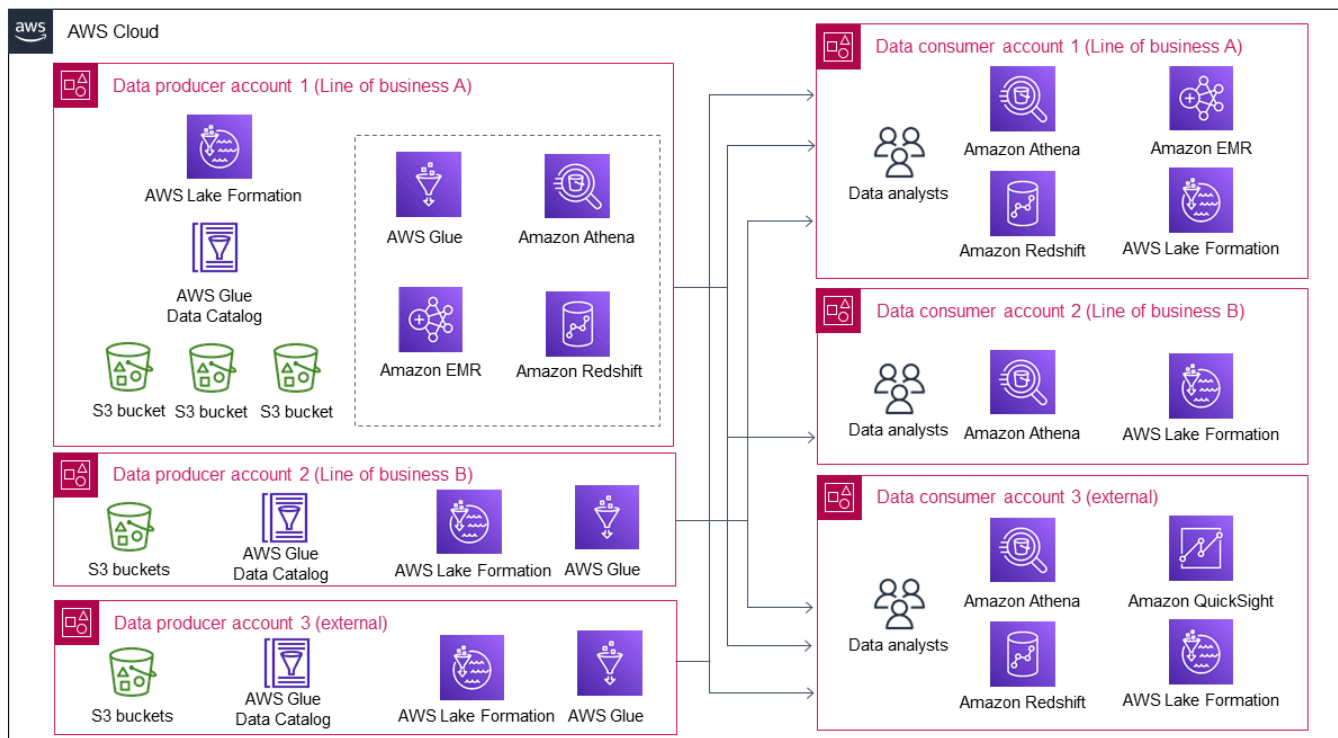 aws
AWS Cloud
Data producer account 1 (Line of business A)
AWS Lake Formation
AWS Glue
Data Catalog
S3 bucket
S3 bucket
S3 bucket
AWS Glue
Amazon Athena
Amazon EMR
Amazon Redshift
Data producer account 2 (Line of business B)
S3 buckets
AWS Glue
Data Catalog
AWS Lake Formation
AWS Glue
Data producer account 3 (external)
S3 buckets
AWS Glue
Data Catalog
AWS Lake Formation
AWS Glue
Data consumer account 1 (Line of business A)
Data analysts
Amazon Athena
Amazon EMR
Amazon Redshift
AWS Lake Formation
Data consumer account 2 (Line of business B)
Data analysts
Amazon Athena
AWS Lake Formation
Data consumer account 3 (external)
Data analysts
Amazon Athena
Amazon QuickSight
Amazon Redshift
AWS Lake Formation